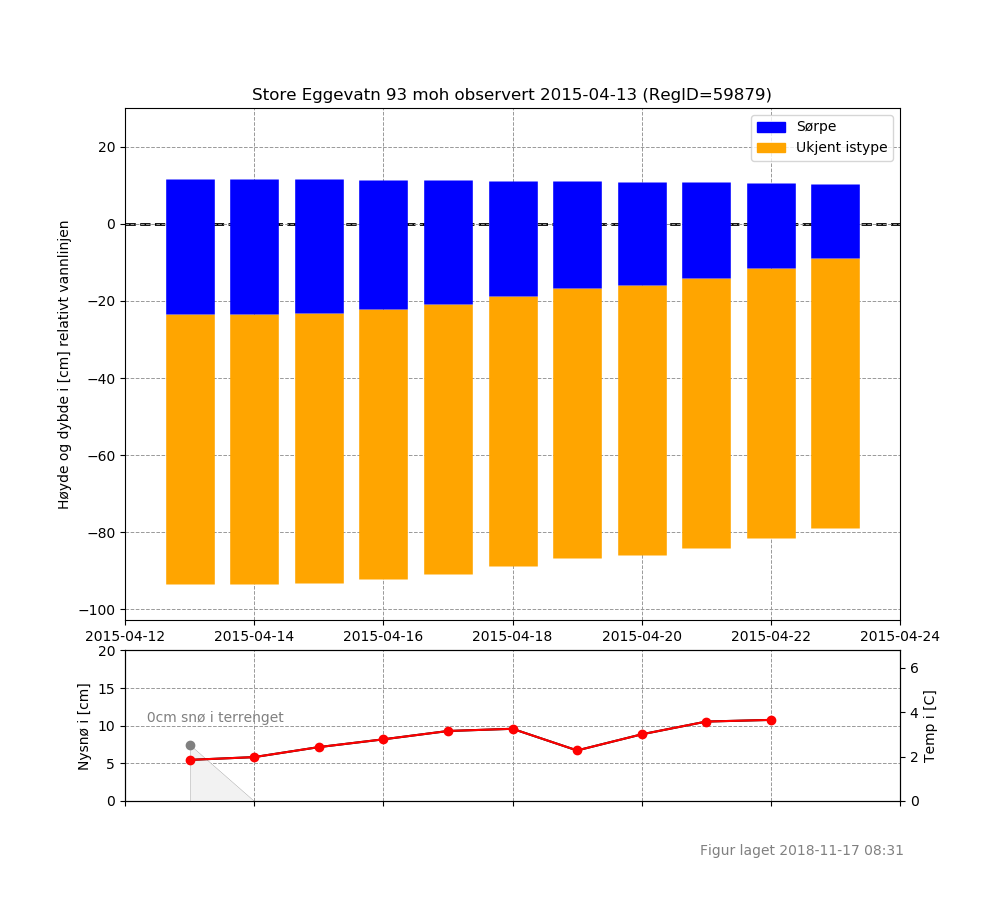 Store Eggevatn 93 moh observert 2015-04-13 (RegID=59879)
Sørpe
Ukjent istype
Høyde og dybde i [cm] relativt vannlinjen
20
0
−20
−40
−60
−80
−100
2015-04-12 2015-04-14 2015-04-16 2015-04-18 2015-04-20 2015-04-22 2015-04-24
Nysnø i [cm]
20
15
10
5
0
0cm snø i terrenget
6
4
2
0
Temp i [C]
Figur laget 2018-11-17 08:31